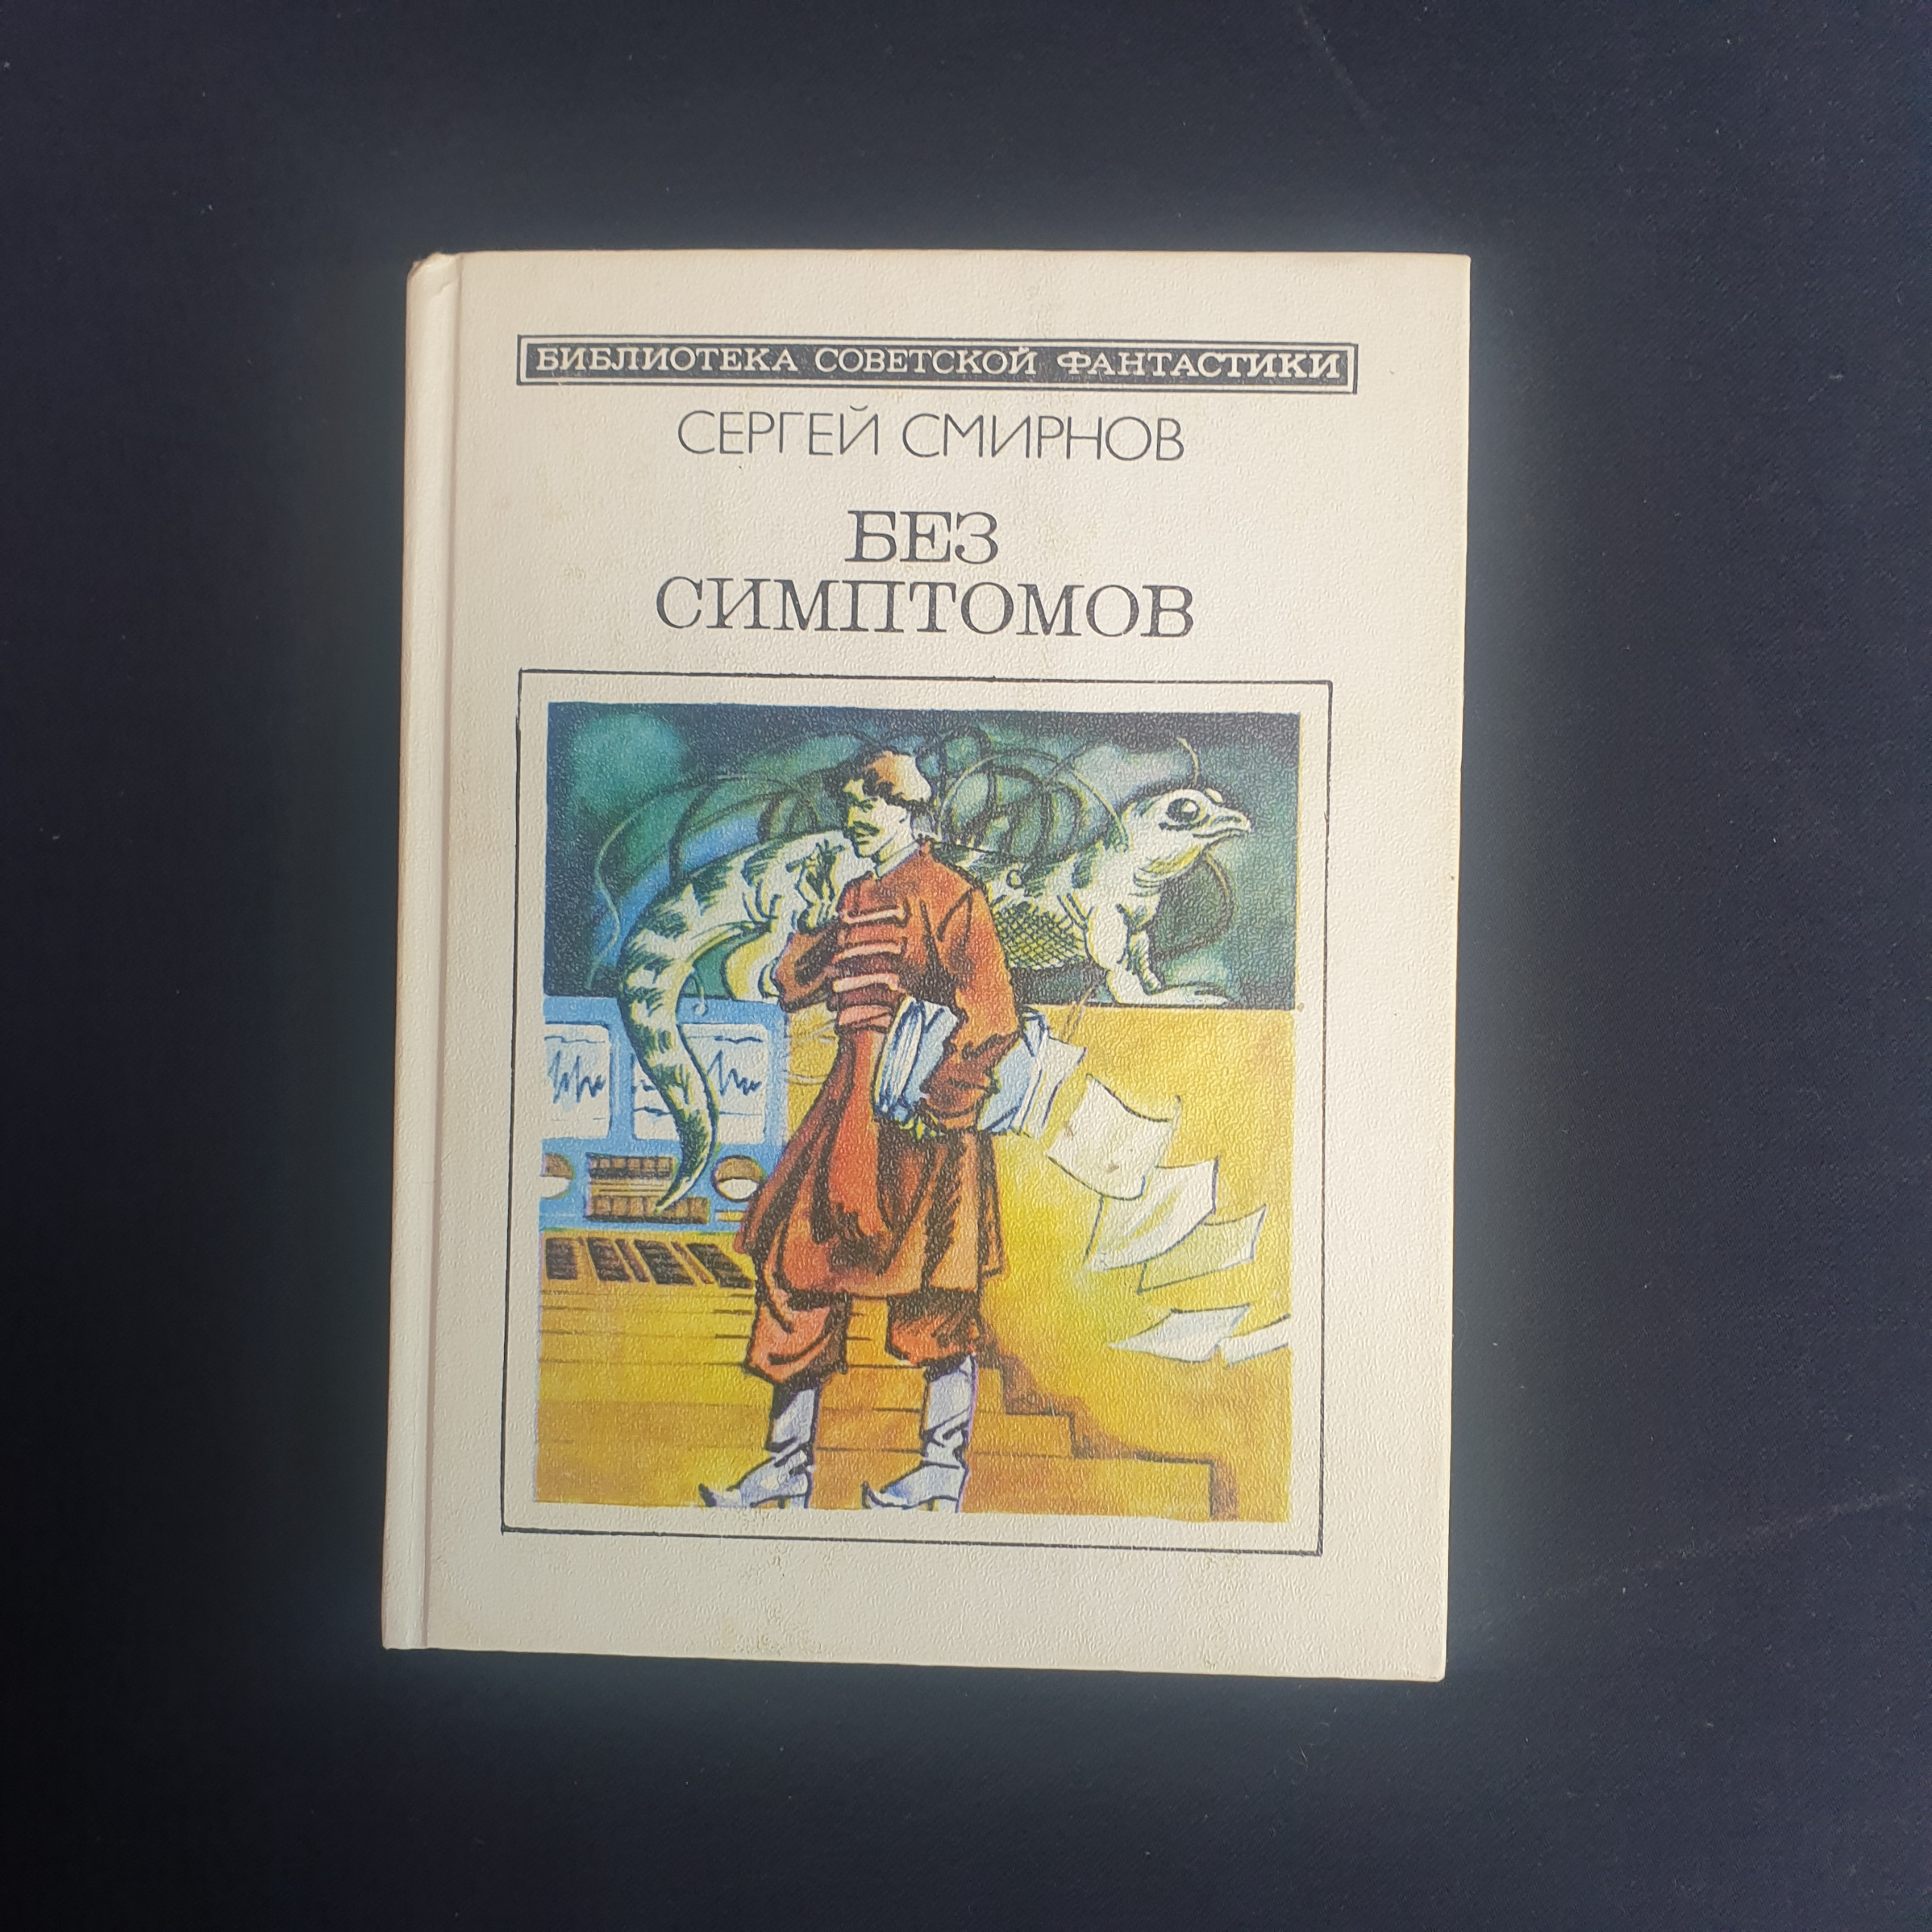 БИБЛИОТЕКА СОВЕТСКОЙ ФАНТАСТИКИ
СЕРГЕЙ СМИРНОВ
БЕЗ
СИМПТОМОВ